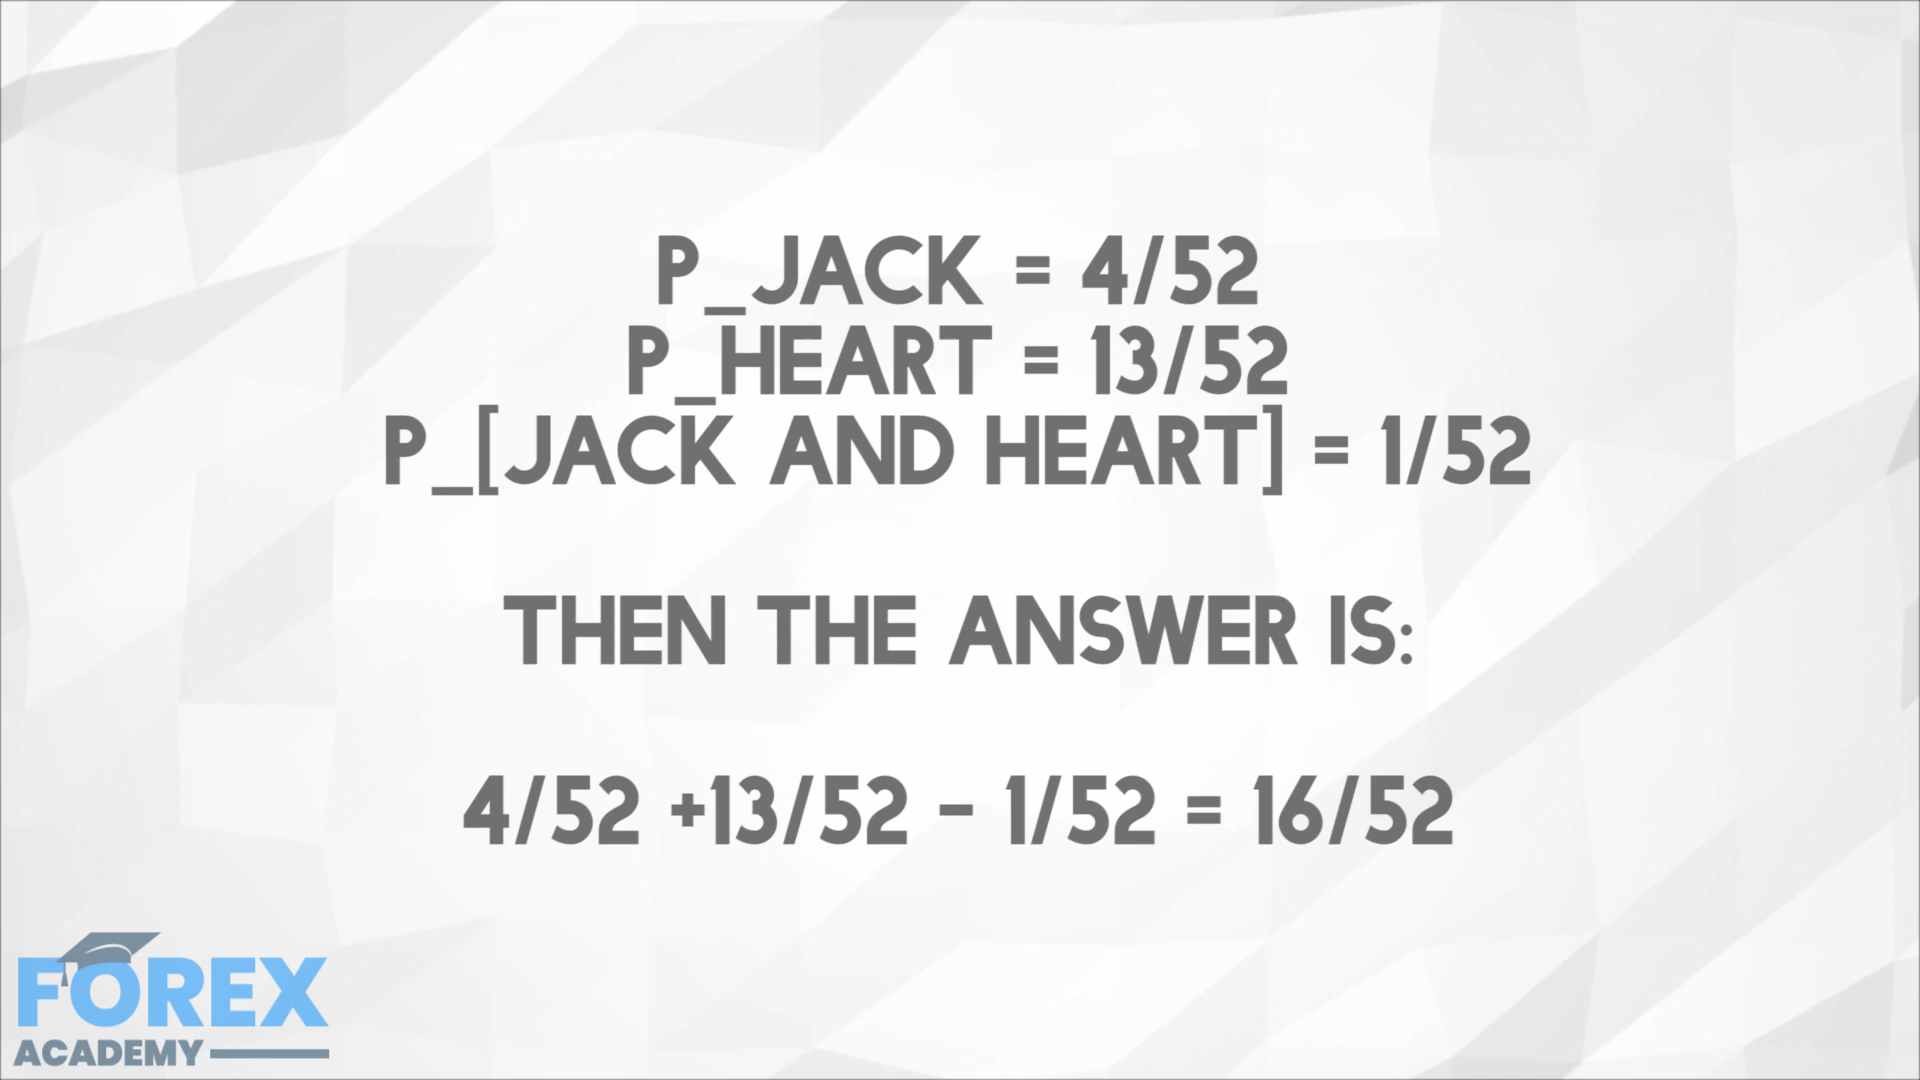 P_JACK = 4/52
P_HEART = 13/52
P_[JACK AND HEART] = 1/52
THEN THE ANSWER IS:
4/52 +13/52 - 1/52 = 16/52
FOREX
ACADEMY